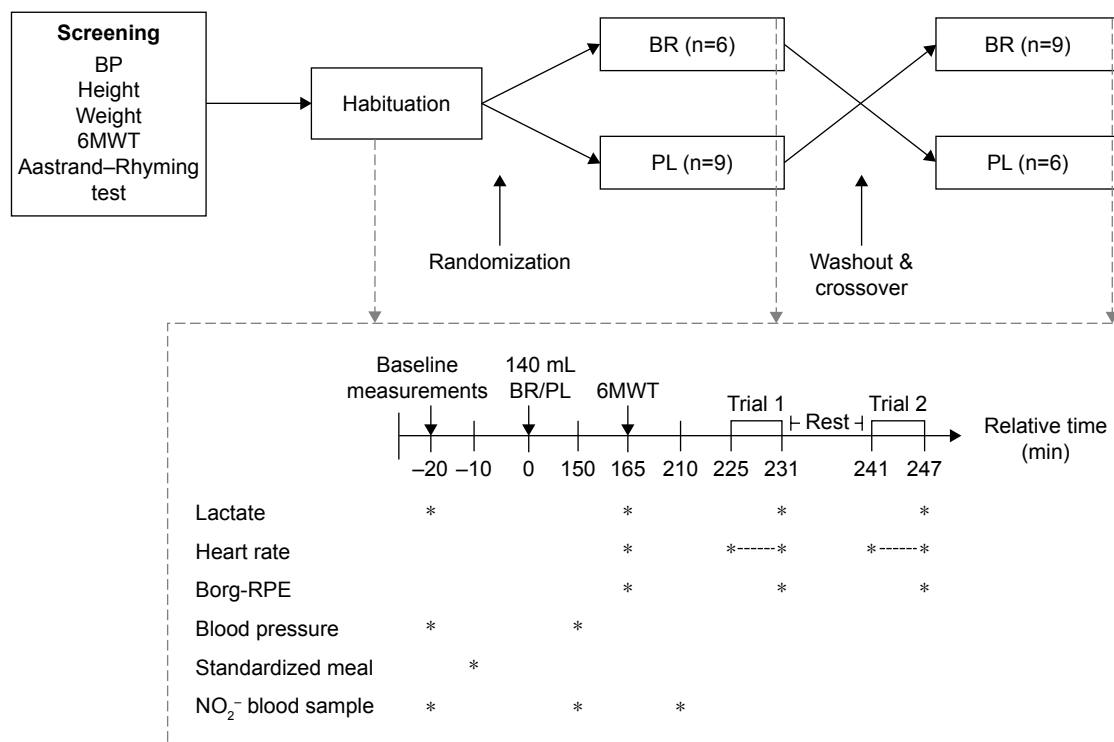 Screening
BP
Height
Weight
6MWT
Aastrand–Rhyming
test
Habituation
BR (n=6)
PL (n=9)
BR (n=9)
PL (n=6)
Randomization
Washout &
crossover
Baseline
measurements
140 mL
BR/PL
6MWT
Trial 1
Rest
Trial 2
Relative time
(min)
–20 –10 0 150 165 210 225 231 241 247
Lactate * * * *
Heart rate * *------* *------*
Borg-RPE * * *
Blood pressure * *
Standardized meal *
NO₂⁻ blood sample * * *